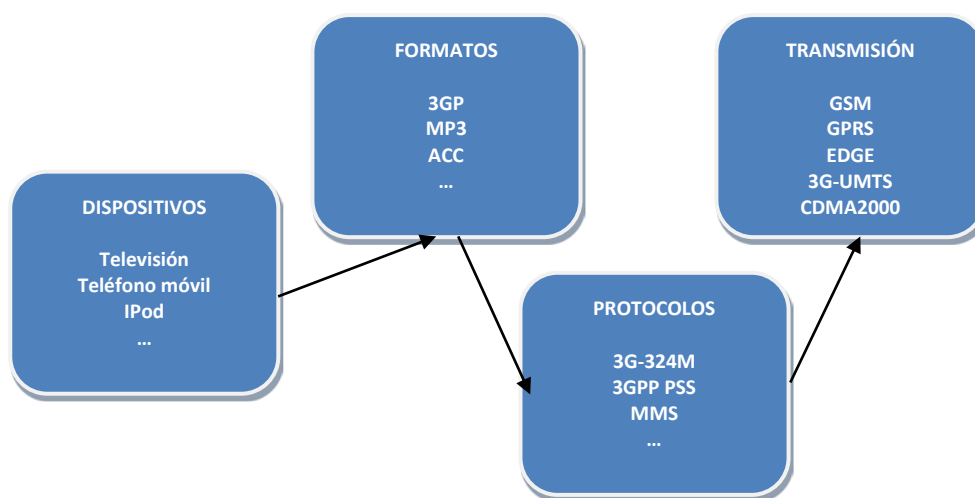 DISPOSITIVOS
Televisión
Teléfono móvil
IPod
...
FORMATOS
3GP
MP3
ACC
...
PROTOCOLOS
3G-324M
3GPP PSS
MMS
...
TRANSMISIÓN
GSM
GPRS
EDGE
3G-UMTS
CDMA2000